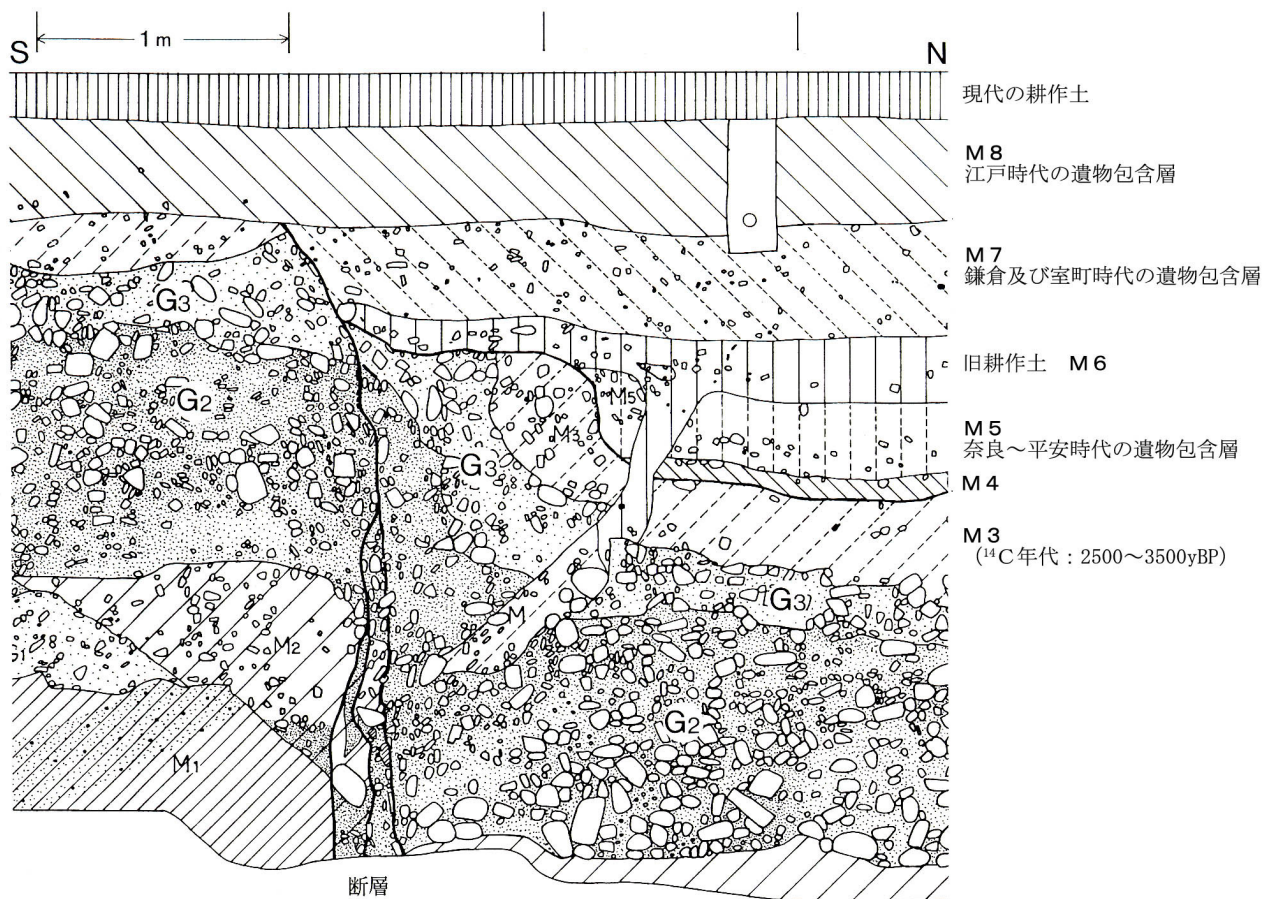 1m
S
N
現代の耕作土
M8
江戸時代の遺物包含層
M7
鎌倉及び室町時代の遺物包含層
G3
旧耕作土 M6
G2
M5
M3
M5
奈良〜平安時代の遺物包含層
G3
M4
M3
(¹⁴C年代:2500〜3500yBP)
G3
M
M2
G1
G2
M1
断層